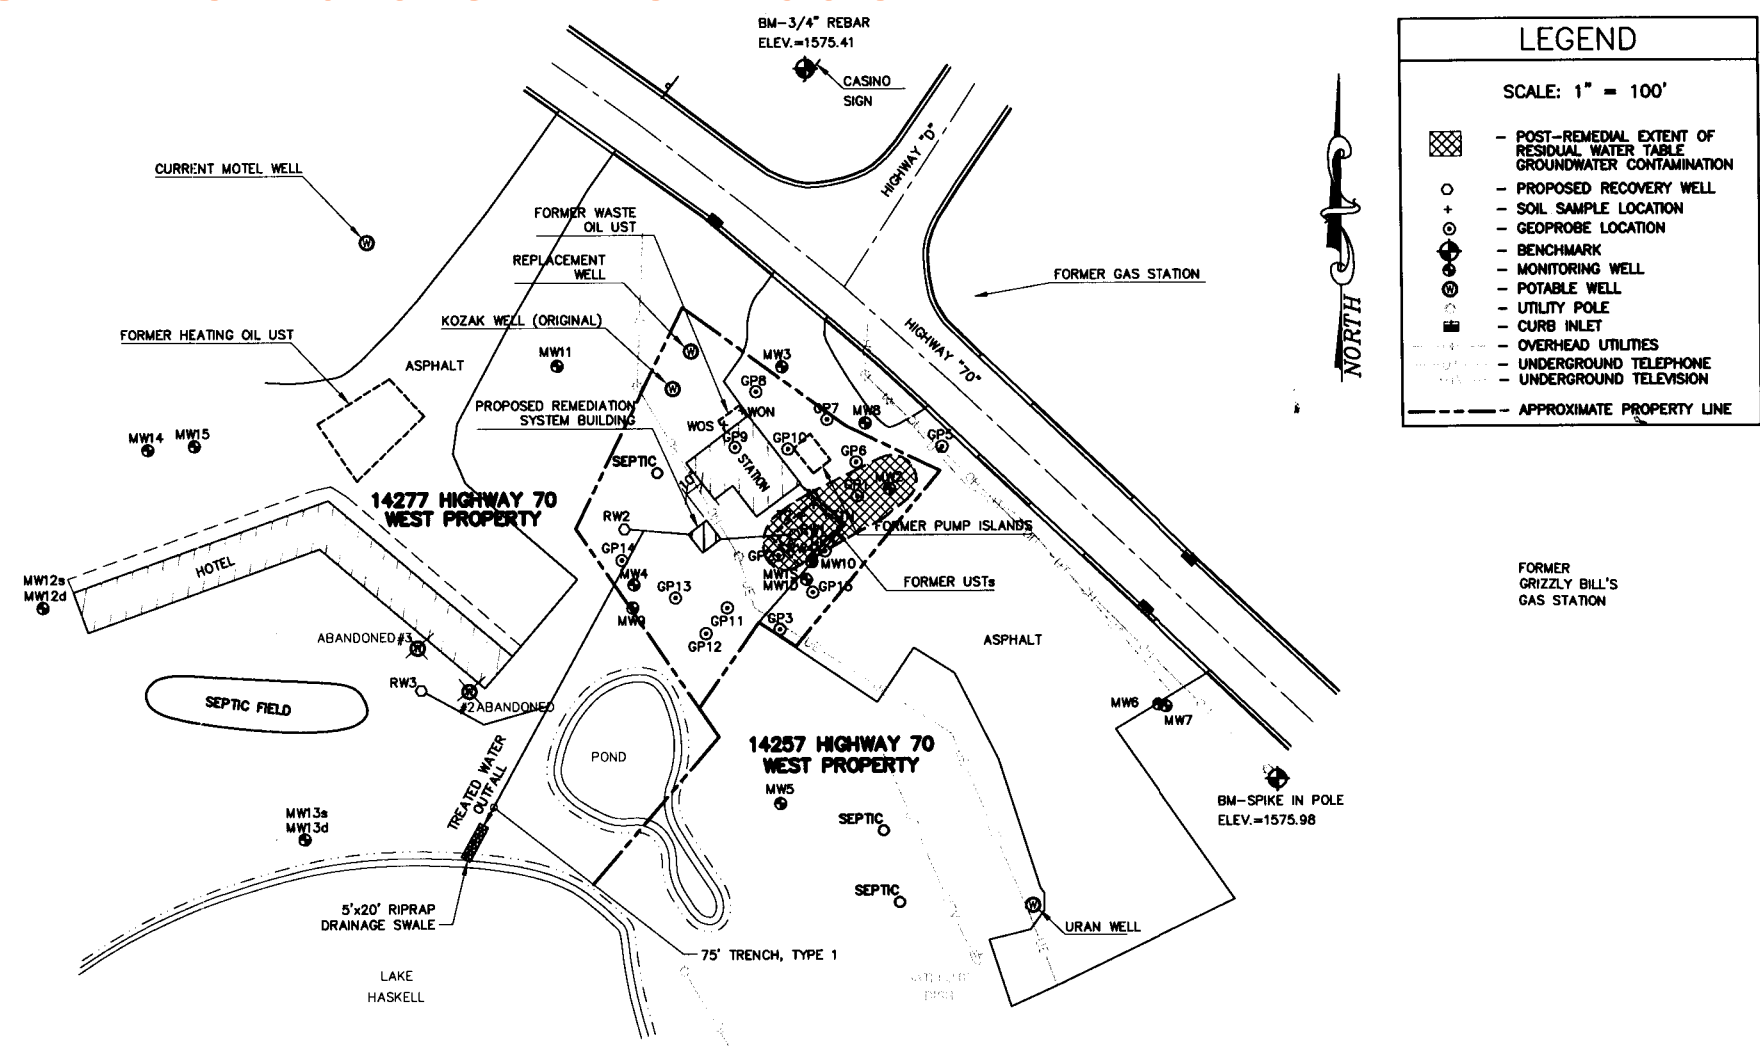 BM-3/4" REBAR
ELEV.=1575.41
CASINO
SIGN
HIGHWAY "D"
CURRENT MOTEL WELL
FORMER WASTE
OIL UST
REPLACEMENT
WELL
KOZAK WELL (ORIGINAL)
FORMER GAS STATION
HIGHWAY "70"
FORMER HEATING OIL UST
ASPHALT
MW11
MW3
GP8
PROPOSED REMEDIATION
SYSTEM BUILDING
WON
WOS
GP7
MW8
GP5
MW14
MW15
GP9
GP10
GP6
STATION
SEPTIC
MW2
14277 HIGHWAY 70
WEST PROPERTY
RW2
FORMER PUMP ISLANDS
GP14
MW10
HOTEL
MW4
GP13
MW1S
MW1D
GP15
FORMER USTs
MW12s
MW12d
MW9
GP11
GP3
GP12
ABANDONED #3
ASPHALT
RW3
#2 ABANDONED
SEPTIC FIELD
MW6
MW7
POND
14257 HIGHWAY 70
WEST PROPERTY
TREATED WATER
OUTFALL
MW5
BM-SPIKE IN POLE
ELEV.=1575.98
MW13s
MW13d
SEPTIC
SEPTIC
5'x20' RIPRAP
DRAINAGE SWALE
URAN WELL
75' TRENCH, TYPE 1
LAKE
HASKELL
NORTH
FORMER
GRIZZLY BILL'S
GAS STATION
LEGEND
SCALE: 1" = 100'
- POST-REMEDIAL EXTENT OF
RESIDUAL WATER TABLE
GROUNDWATER CONTAMINATION
- PROPOSED RECOVERY WELL
- SOIL SAMPLE LOCATION
- GEOPROBE LOCATION
- BENCHMARK
- MONITORING WELL
- POTABLE WELL
- UTILITY POLE
- CURB INLET
- OVERHEAD UTILITIES
- UNDERGROUND TELEPHONE
- UNDERGROUND TELEVISION
- APPROXIMATE PROPERTY LINE